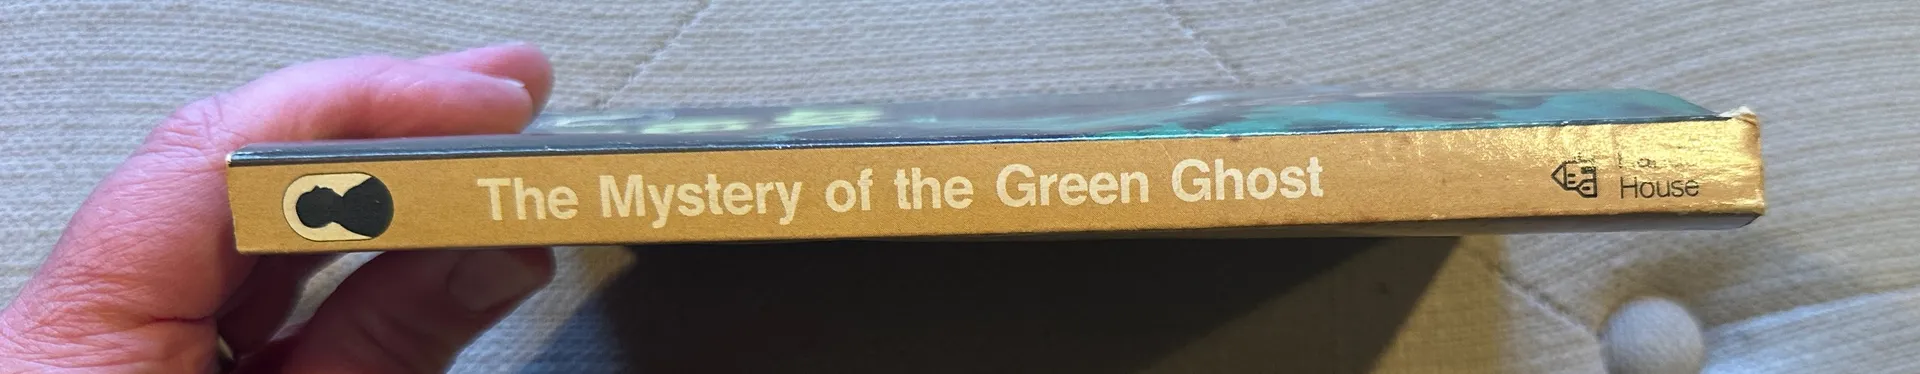 The Mystery of the Green Ghost
House